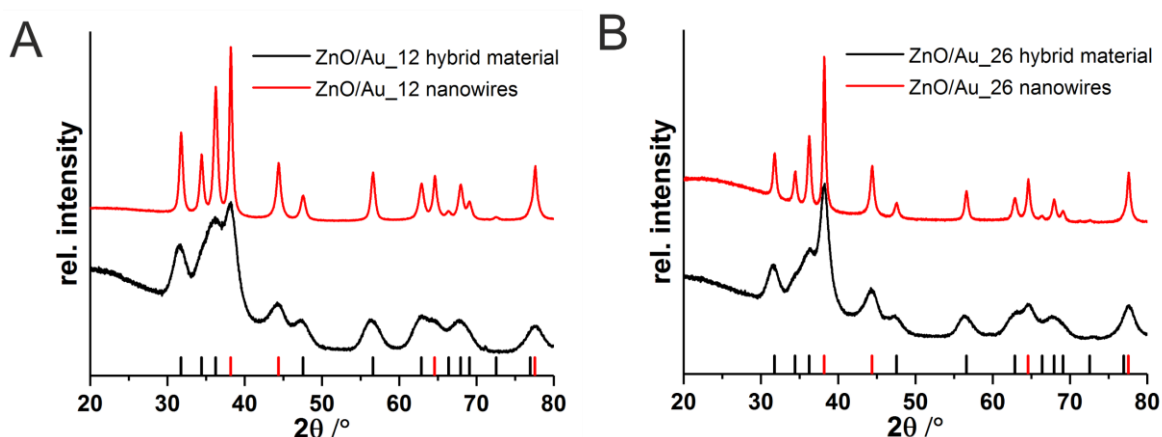 A
ZnO/Au_12 hybrid material
ZnO/Au_12 nanowires
rel. intensity
20 30 40 50 60 70 80
2θ /°
B
ZnO/Au_26 hybrid material
ZnO/Au_26 nanowires
rel. intensity
20 30 40 50 60 70 80
2θ /°